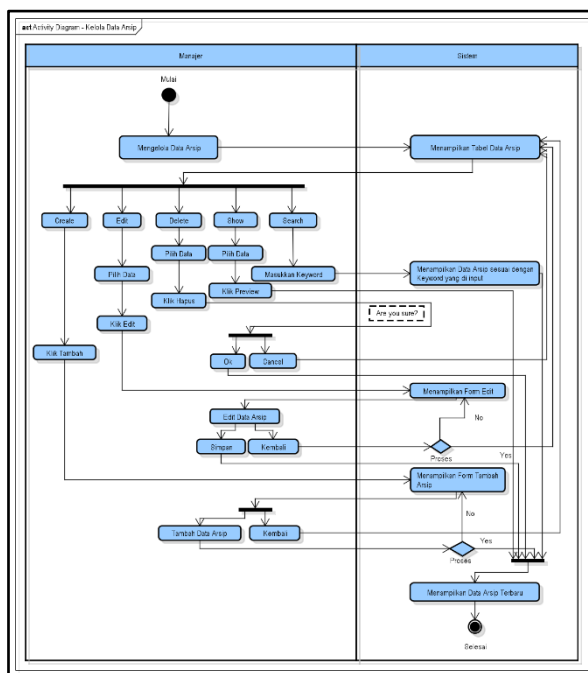 act Activity Diagram - Kelola Data Arsip
Manajer
Sistem
Mulai
Mengelola Data Arsip
Menampilkan Tabel Data Arsip
Create
Edit
Delete
Show
Search
Pilih Data
Pilih Data
Pilih Data
Masukkan Keyword
Menampilkan Data Arsip sesuai dengan
Keyword yang di input
Klik Preview
Klik Hapus
Are you sure?
Klik Edit
Klik Tambah
Ok
Cancel
Menampilkan Form Edit
Edit Data Arsip
No
Simpan
Kembali
Proses
Yes
Menampilkan Form Tambah
Arsip
No
Tambah Data Arsip
Kembali
Yes
Proses
Menampilkan Data Arsip Terbaru
Selesai